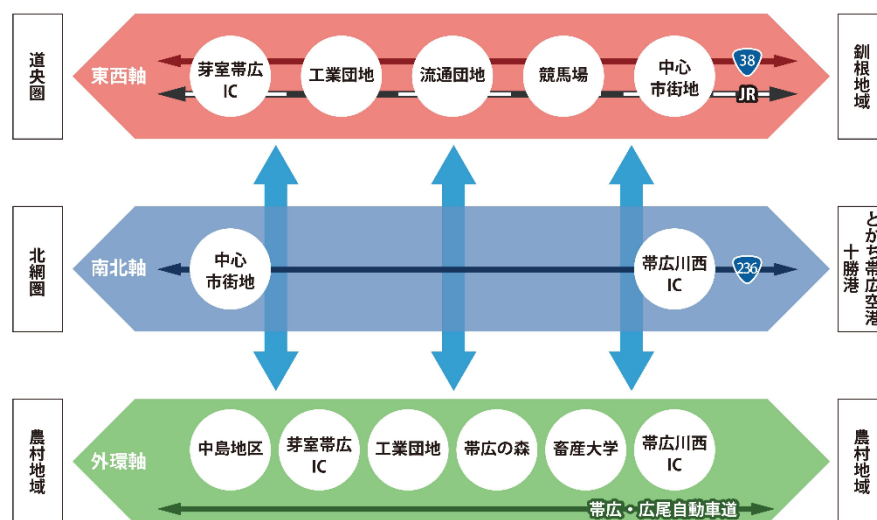 道央圏
東西軸
芽室帯広
IC
工業団地
流通団地
競馬場
中心
市街地
38
JR
釧根地域
北網圏
南北軸
中心
市街地
帯広川西
IC
236
とかち帯広空港
十勝港
農村地域
外環軸
中島地区
芽室帯広
IC
工業団地
帯広の森
畜産大学
帯広川西
IC
帯広・広尾自動車道
農村地域